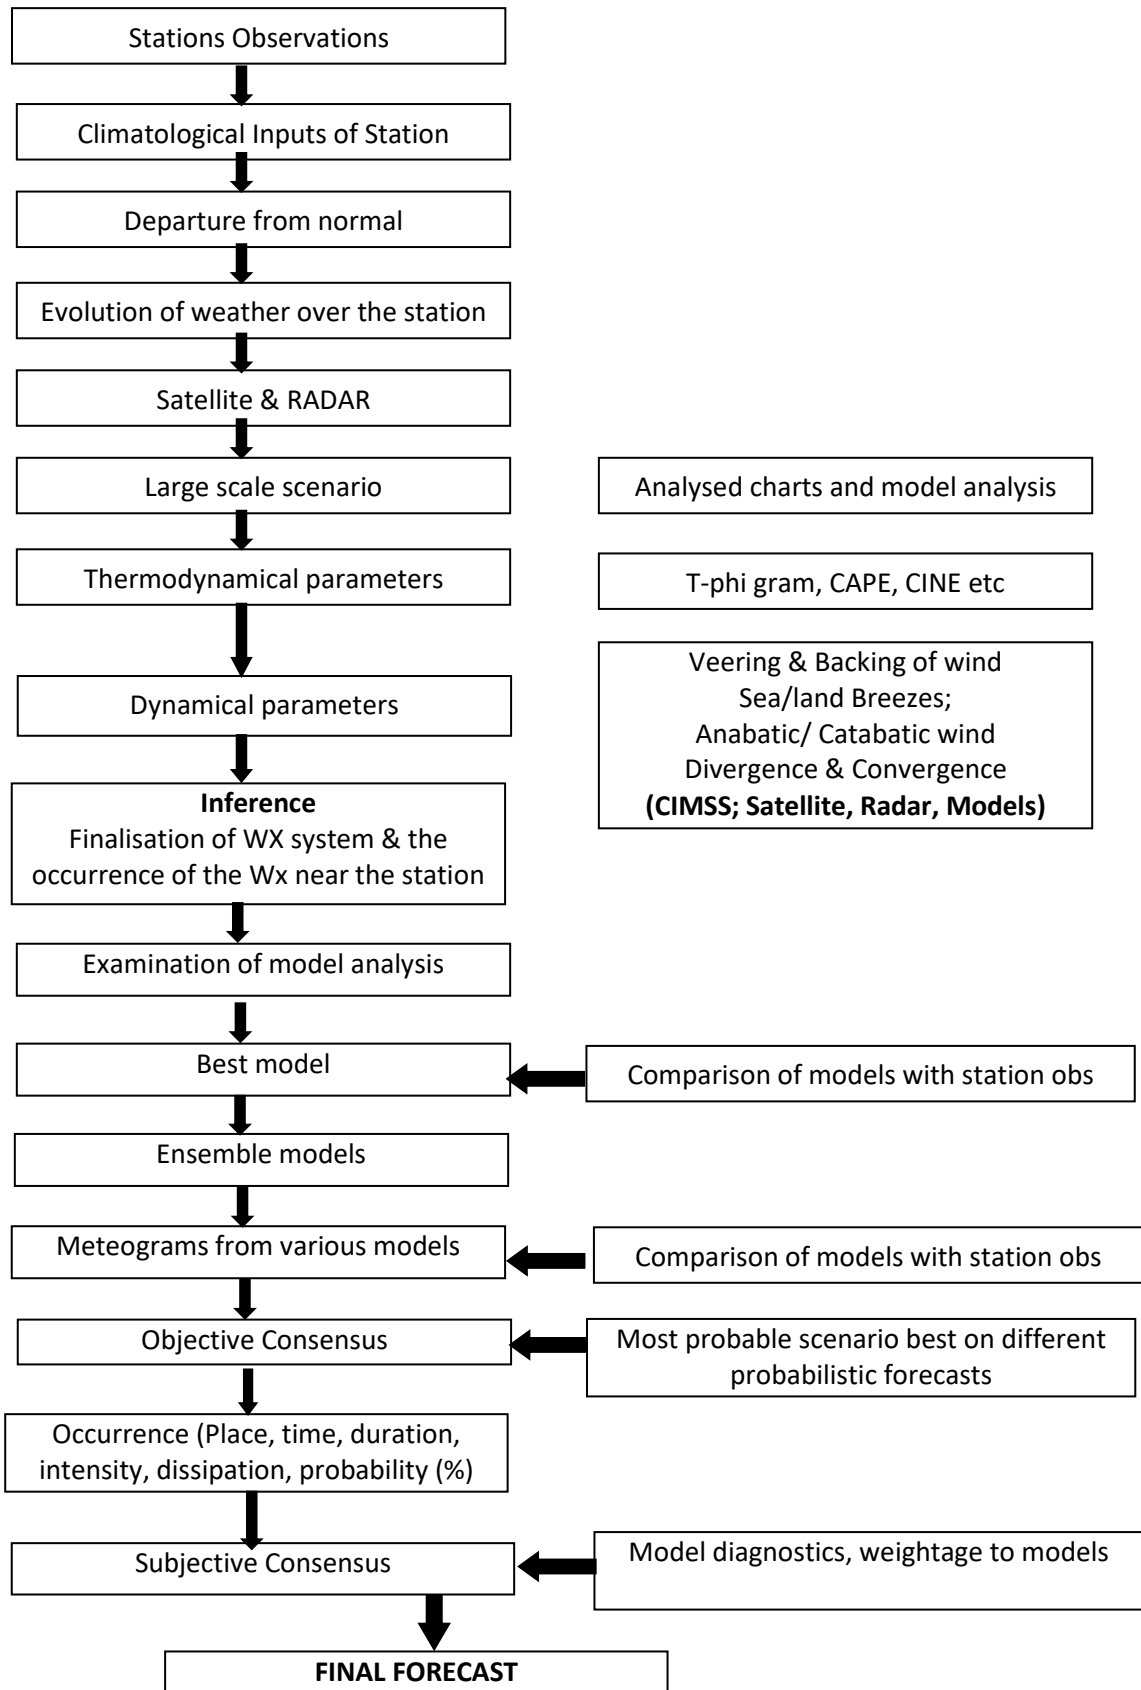 Stations Observations
Climatological Inputs of Station
Departure from normal
Evolution of weather over the station
Satellite & RADAR
Large scale scenario
Analysed charts and model analysis
Thermodynamical parameters
T-phi gram, CAPE, CINE etc
Dynamical parameters
Veering & Backing of wind
Sea/land Breezes;
Anabatic/ Catabatic wind
Divergence & Convergence
(CIMSS; Satellite, Radar, Models)
Inference
Finalisation of WX system & the
occurrence of the Wx near the station
Examination of model analysis
Best model
Comparison of models with station obs
Ensemble models
Meteograms from various models
Comparison of models with station obs
Objective Consensus
Most probable scenario best on different
probabilistic forecasts
Occurrence (Place, time, duration,
intensity, dissipation, probability (%)
Subjective Consensus
Model diagnostics, weightage to models
FINAL FORECAST